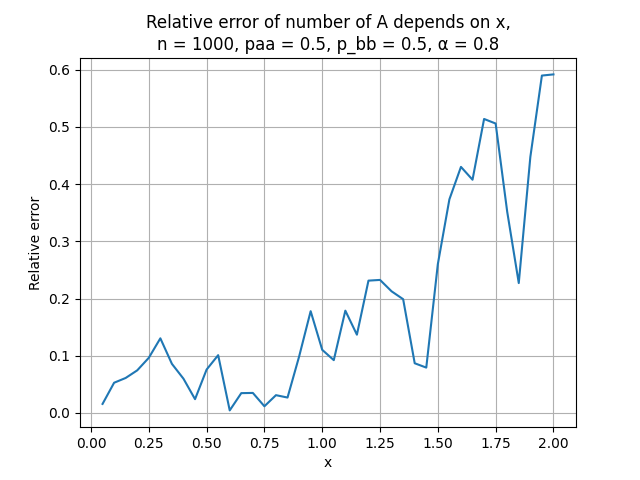 Relative error of number of A depends on x,
n = 1000, paa = 0.5, p_bb = 0.5, α = 0.8
0.6
0.5
0.4
0.3
0.2
0.1
0.0
Relative error
0.00 0.25 0.50 0.75 1.00 1.25 1.50 1.75 2.00
x